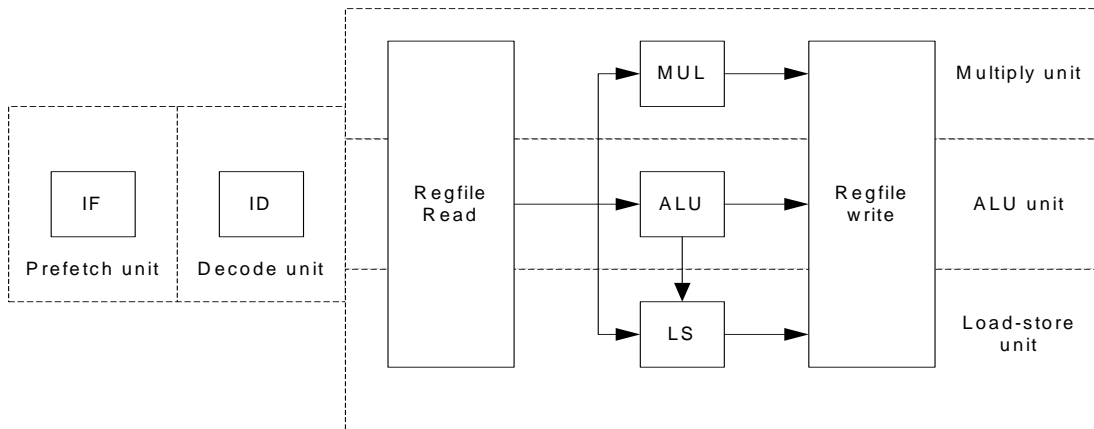 IF
Prefetch unit
ID
Decode unit
Regfile
Read
MUL
ALU
LS
Regfile
write
Multiply unit
ALU unit
Load-store
unit